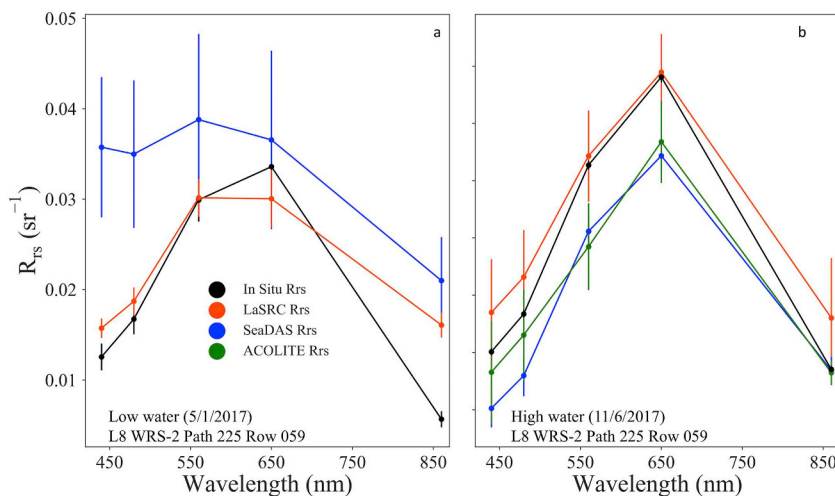 0.05
0.04
0.03
0.02
0.01
Rrs (sr−1)
a
In Situ Rrs
LaSRC Rrs
SeaDAS Rrs
ACOLITE Rrs
Low water (5/1/2017)
L8 WRS-2 Path 225 Row 059
450 550 650 750 850
Wavelength (nm)
b
High water (11/6/2017)
L8 WRS-2 Path 225 Row 059
450 550 650 750 850
Wavelength (nm)